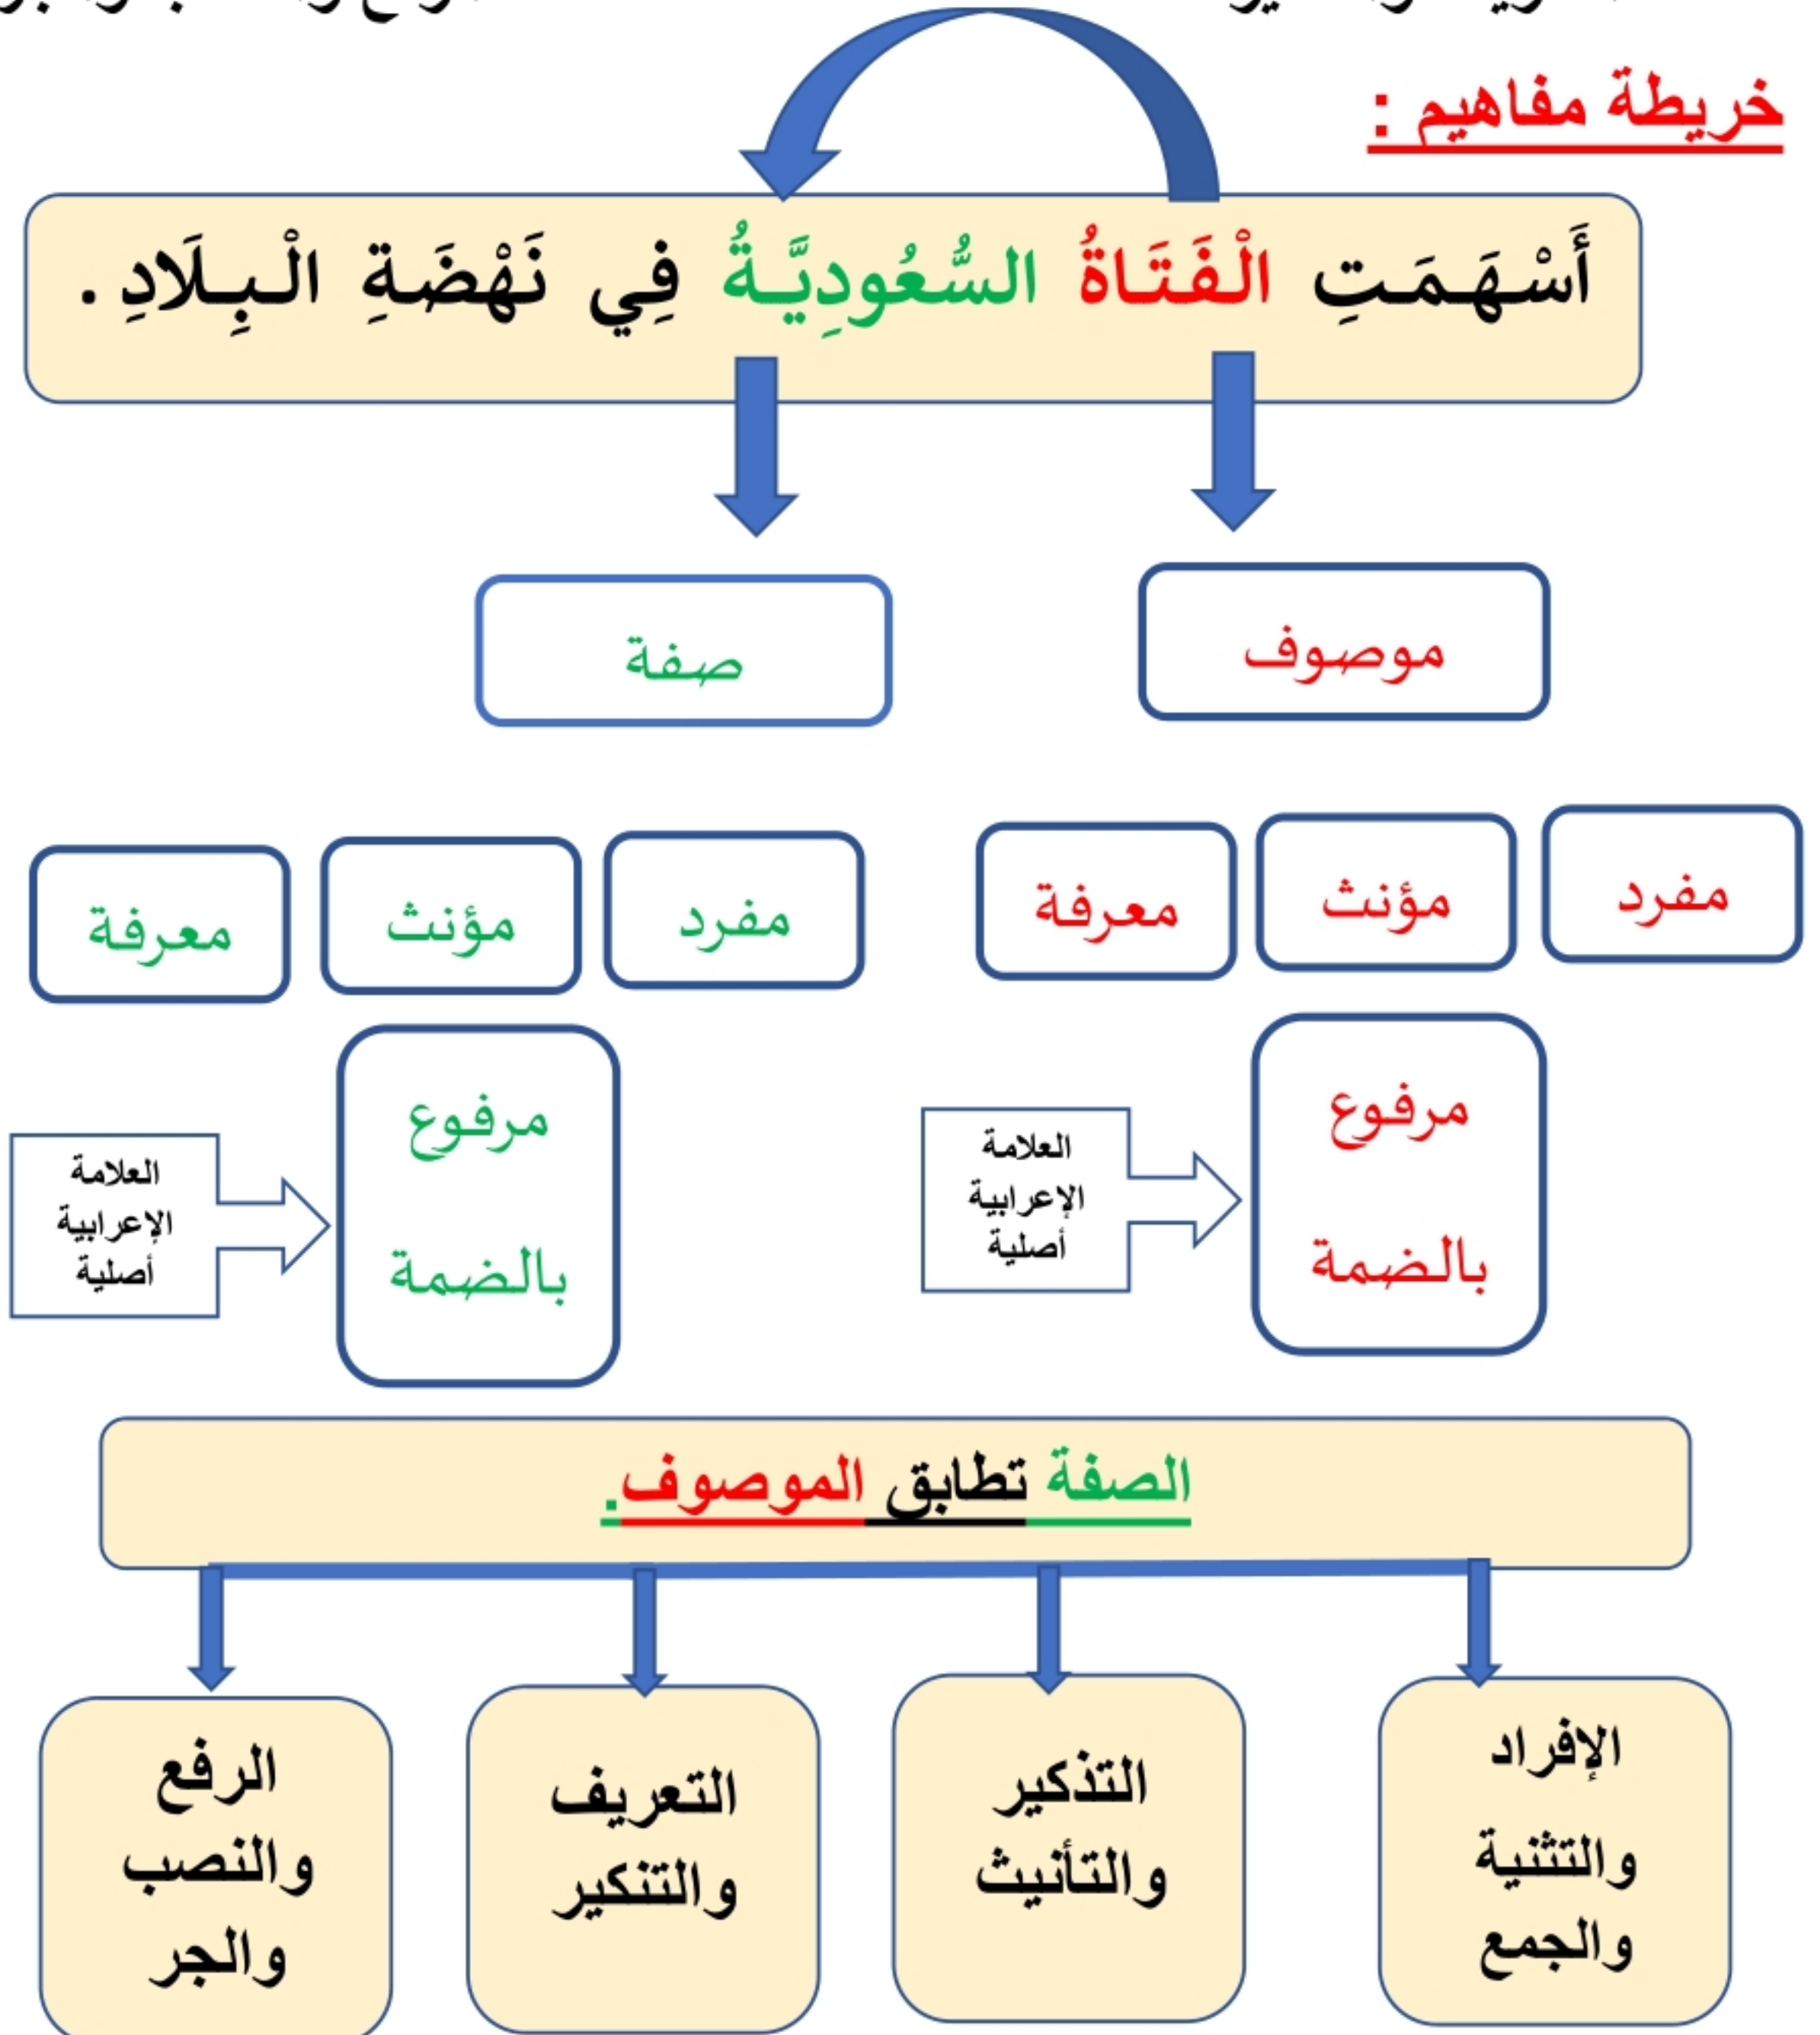 خريطة مفاهيم :
أَسْهَمَتِ الْفَتَاةُ السُّعُودِيَّةُ فِي نَهْضَةِ الْبِلَادِ.
موصوف
صفة
مفرد
مؤنث
معرفة
مفرد
مؤنث
معرفة
مرفوع
بالضمة
العلامة
الإعرابية
أصلية
مرفوع
بالضمة
العلامة
الإعرابية
أصلية
الصفة تطابق الموصوف.
الإفراد
والتثنية
والجمع
التذكير
والتأنيث
التعريف
والتنكير
الرفع
والنصب
والجر